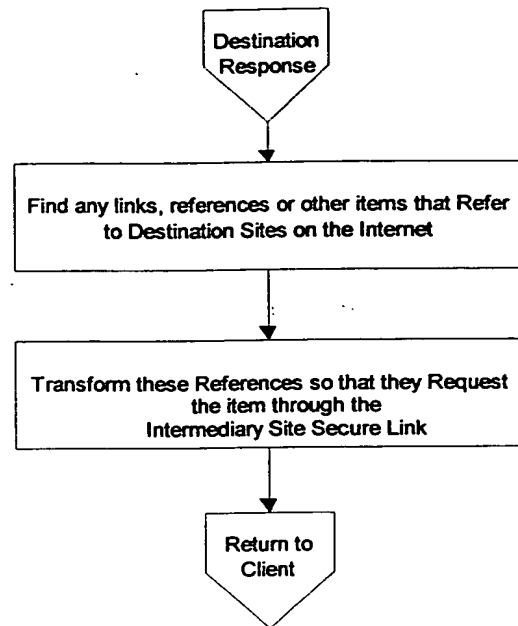 Destination
Response
Find any links, references or other items that Refer
to Destination Sites on the Internet
Transform these References so that they Request
the item through the
Intermediary Site Secure Link
Return to
Client